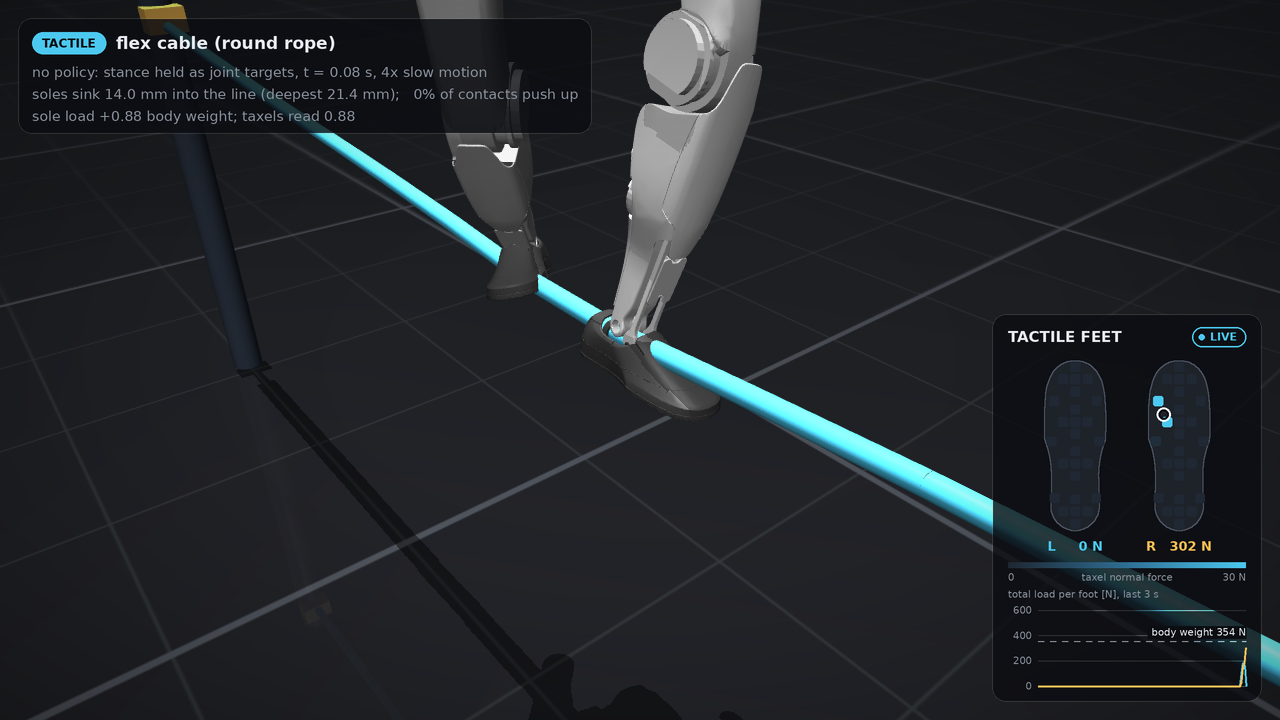 TACTILE flex cable (round rope)
no policy: stance held as joint targets, t = 0.08 s, 4x slow motion
soles sink 14.0 mm into the line (deepest 21.4 mm); 0% of contacts push up
sole load +0.88 body weight; taxels read 0.88
TACTILE FEET LIVE
L 0 N R 302 N
0 taxel normal force 30 N
total load per foot [N], last 3 s
600
400
body weight 354 N
200
0